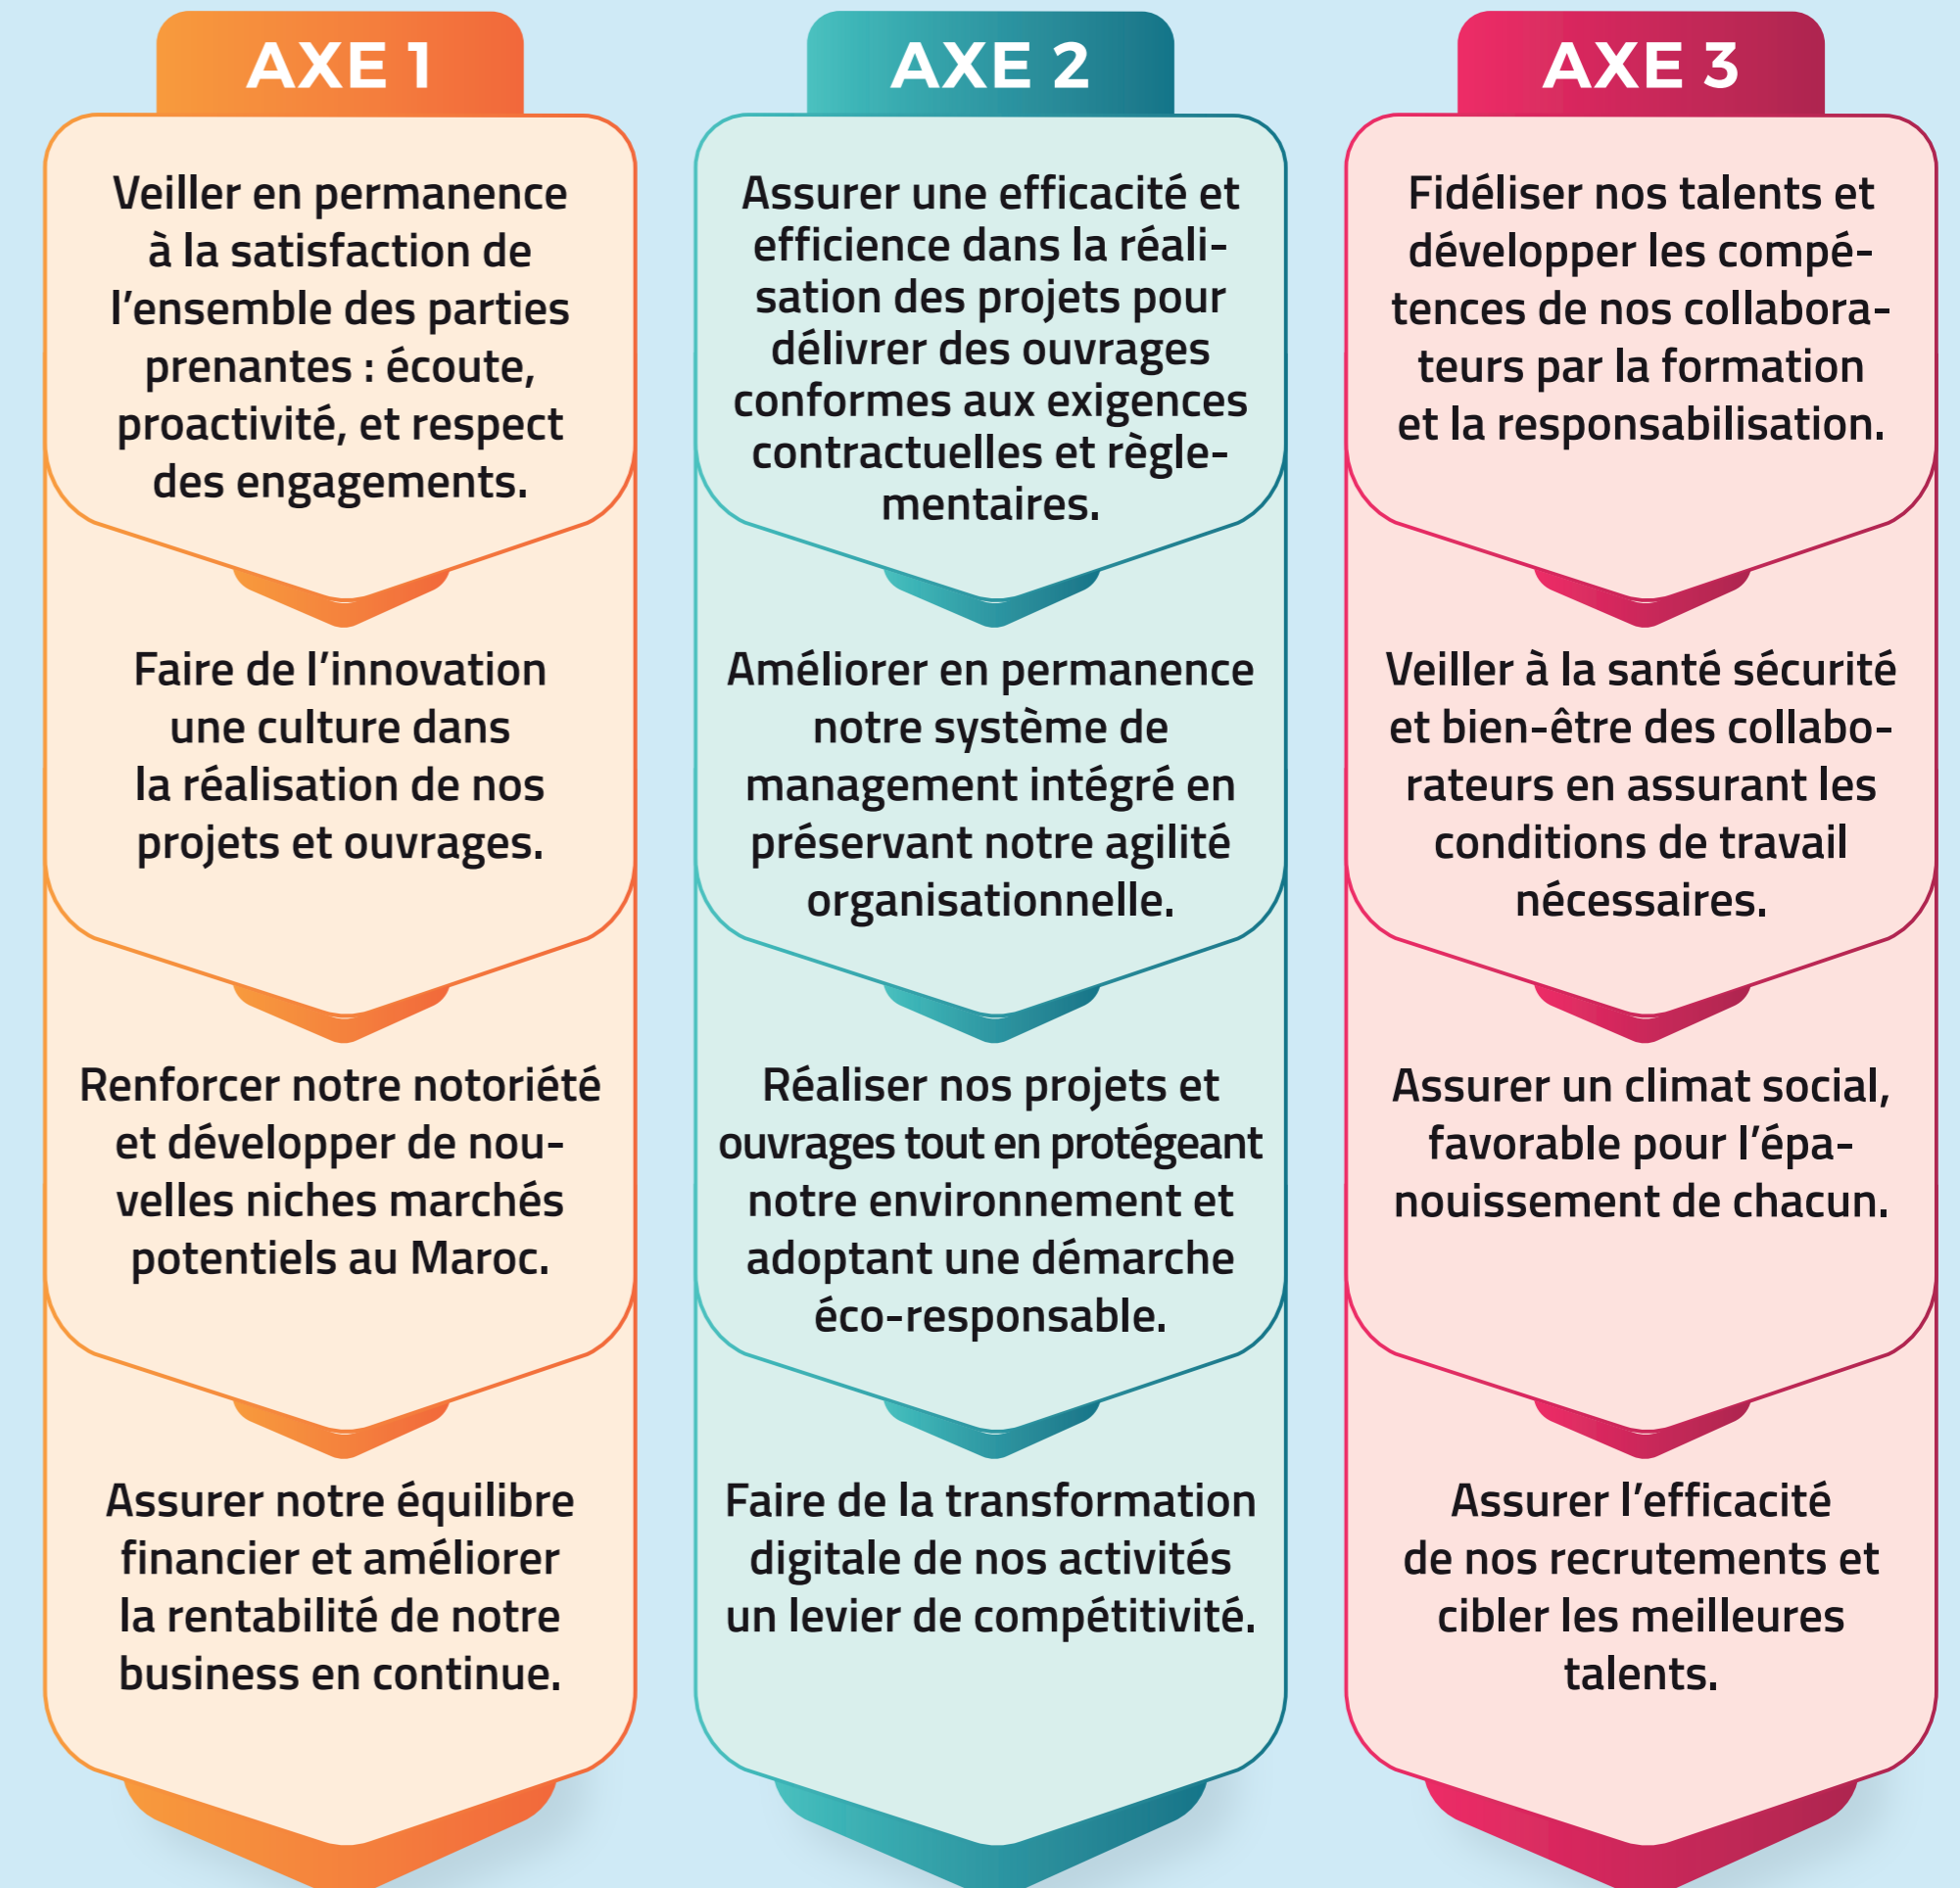 AXE 1
Veiller en permanence
à la satisfaction de
l'ensemble des parties
prenantes : écoute,
proactivité, et respect
des engagements.
Faire de l'innovation
une culture dans
la réalisation de nos
projets et ouvrages.
Renforcer notre notoriété
et développer de nou-
velles niches marchés
potentiels au Maroc.
Assurer notre équilibre
financier et améliorer
la rentabilité de notre
business en continue.
AXE 2
Assurer une efficacité et
efficience dans la réali-
sation des projets pour
délivrer des ouvrages
conformes aux exigences
contractuelles et règle-
mentaires.
Améliorer en permanence
notre système de
management intégré en
préservant notre agilité
organisationnelle.
Réaliser nos projets et
ouvrages tout en protégeant
notre environnement et
adoptant une démarche
éco-responsable.
Faire de la transformation
digitale de nos activités
un levier de compétitivité.
AXE 3
Fidéliser nos talents et
développer les compé-
tences de nos collabora-
teurs par la formation
et la responsabilisation.
Veiller à la santé sécurité
et bien-être des collabo-
rateurs en assurant les
conditions de travail
nécessaires.
Assurer un climat social,
favorable pour l'épa-
nouissement de chacun.
Assurer l'efficacité
de nos recrutements et
cibler les meilleures
talents.